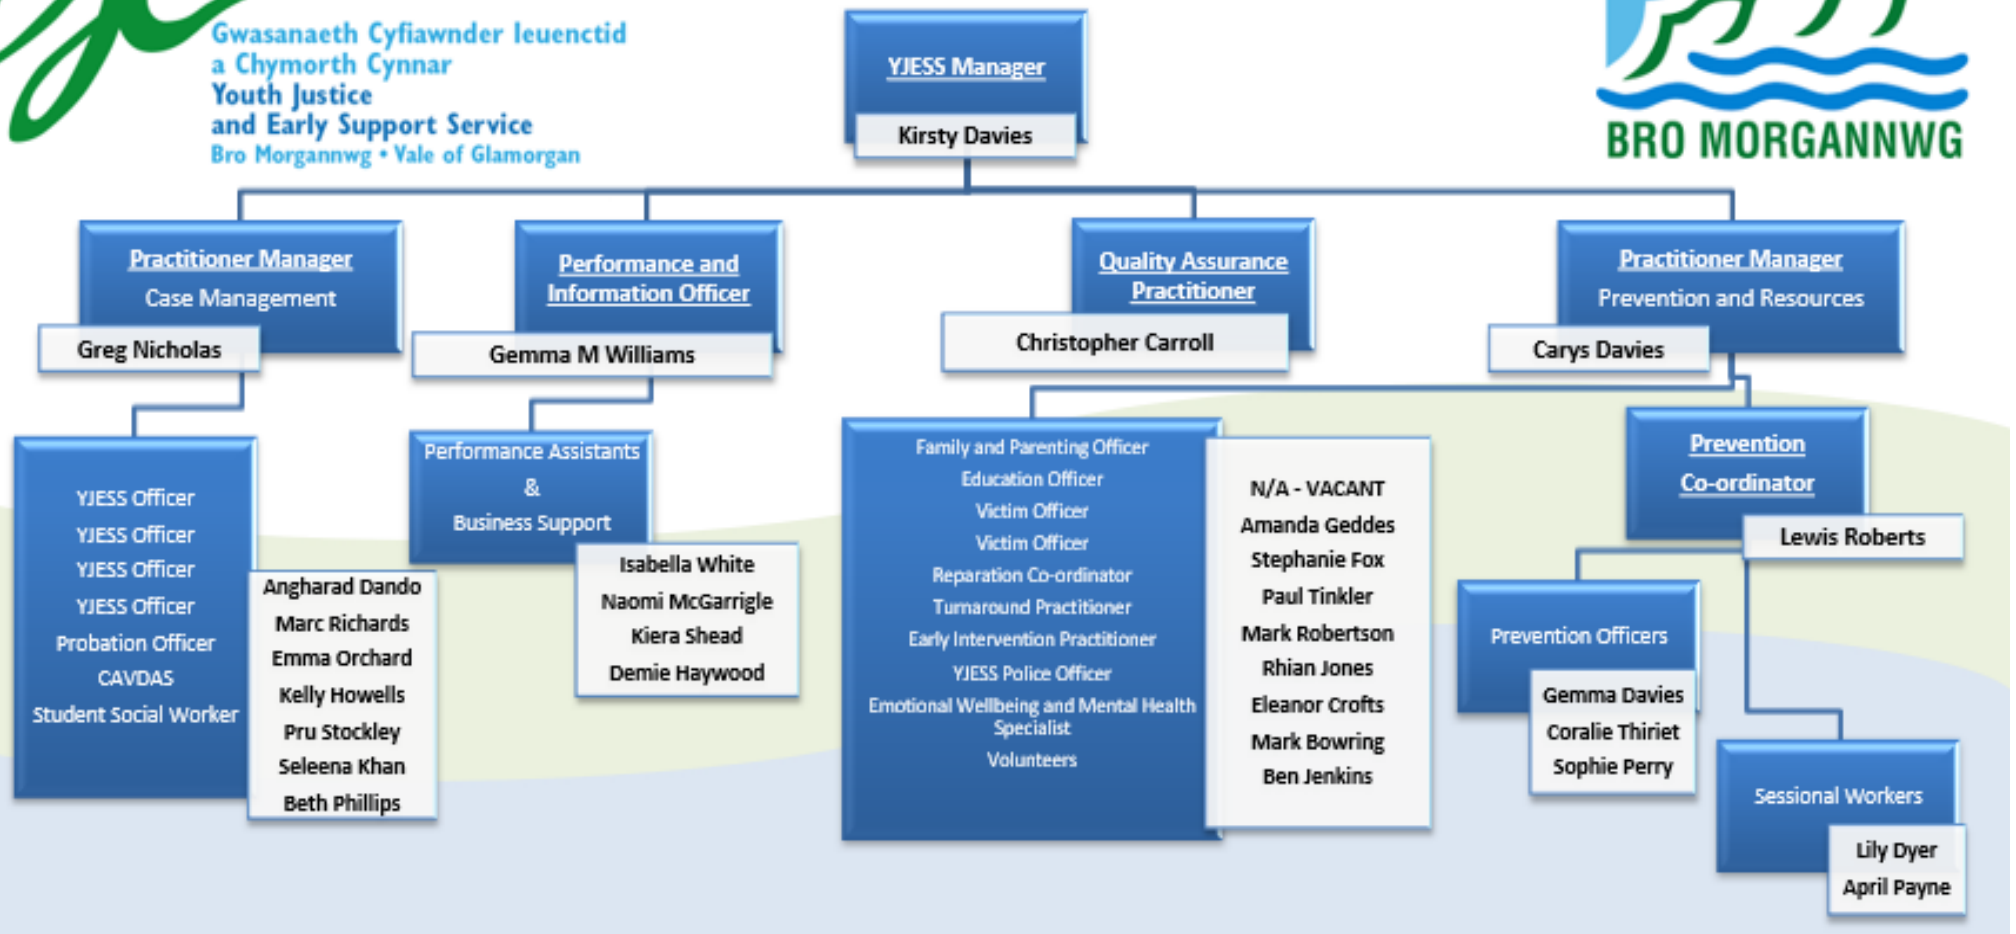 Gwasanaeth Cyfiawnder Ieuenctid
a Chymorth Cynnar
Youth Justice
and Early Support Service
Bro Morgannwg • Vale of Glamorgan
BRO MORGANNWG
YJESS Manager
Kirsty Davies
Practitioner Manager
Case Management
Greg Nicholas
Performance and
Information Officer
Gemma M Williams
Quality Assurance
Practitioner
Christopher Carroll
Practitioner Manager
Prevention and Resources
Carys Davies
YJESS Officer
YJESS Officer
YJESS Officer
YJESS Officer
Probation Officer
CAVDAS
Student Social Worker
Angharad Dando
Marc Richards
Emma Orchard
Kelly Howells
Pru Stockley
Seleena Khan
Beth Phillips
Performance Assistants
&
Business Support
Isabella White
Naomi McGarrigle
Kiera Shead
Demie Haywood
Family and Parenting Officer
Education Officer
Victim Officer
Victim Officer
Reparation Co-ordinator
Turnaround Practitioner
Early Intervention Practitioner
YJESS Police Officer
Emotional Wellbeing and Mental Health
Specialist
Volunteers
N/A - VACANT
Amanda Geddes
Stephanie Fox
Paul Tinkler
Mark Robertson
Rhian Jones
Eleanor Crofts
Mark Bowring
Ben Jenkins
Prevention
Co-ordinator
Lewis Roberts
Prevention Officers
Gemma Davies
Coralie Thiriet
Sophie Perry
Sessional Workers
Lily Dyer
April Payne